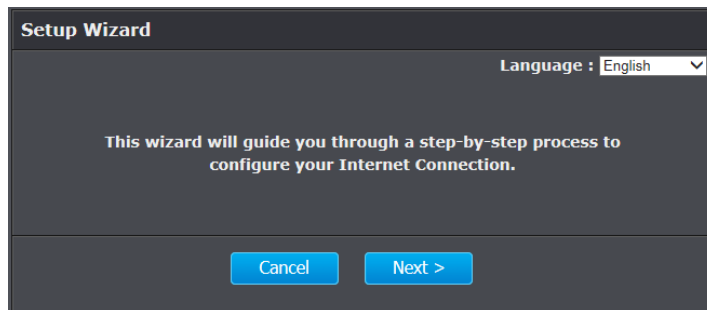 Setup Wizard
Language : English
This wizard will guide you through a step-by-step process to
configure your Internet Connection.
Cancel Next >